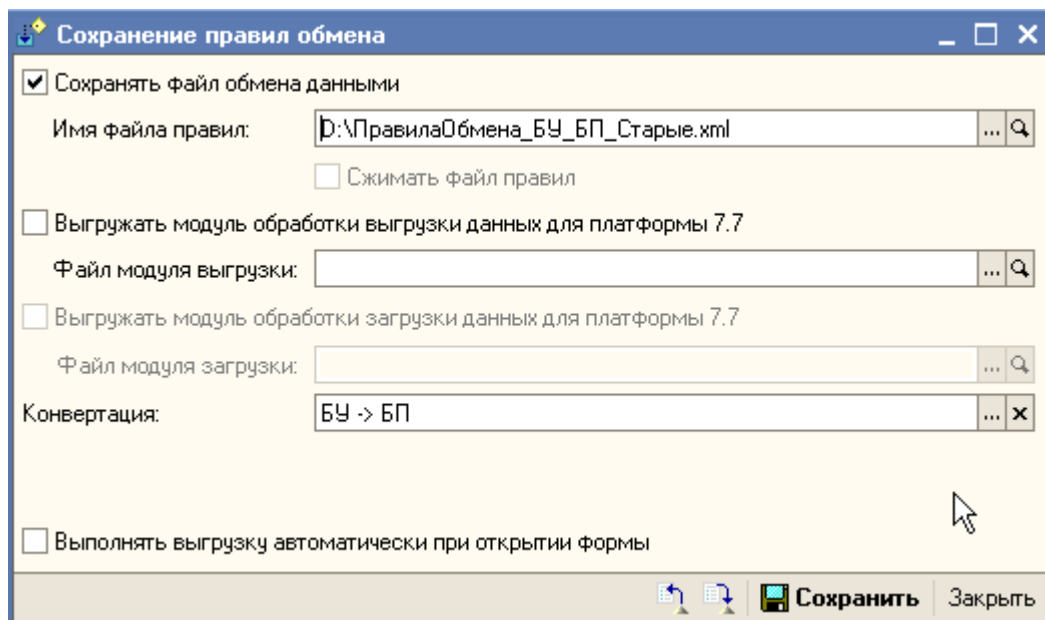 Сохранение правил обмена
Сохранять файл обмена данными
Имя файла правил: D:\ПравилаОбмена_БУ_БП_Старые.xml
Сжимать файл правил
Выгружать модуль обработки выгрузки данных для платформы 7.7
Файл модуля выгрузки:
Выгружать модуль обработки загрузки данных для платформы 7.7
Файл модуля загрузки:
Конвертация: БУ -> БП
Выполнять выгрузку автоматически при открытии формы
Сохранить Закрыть